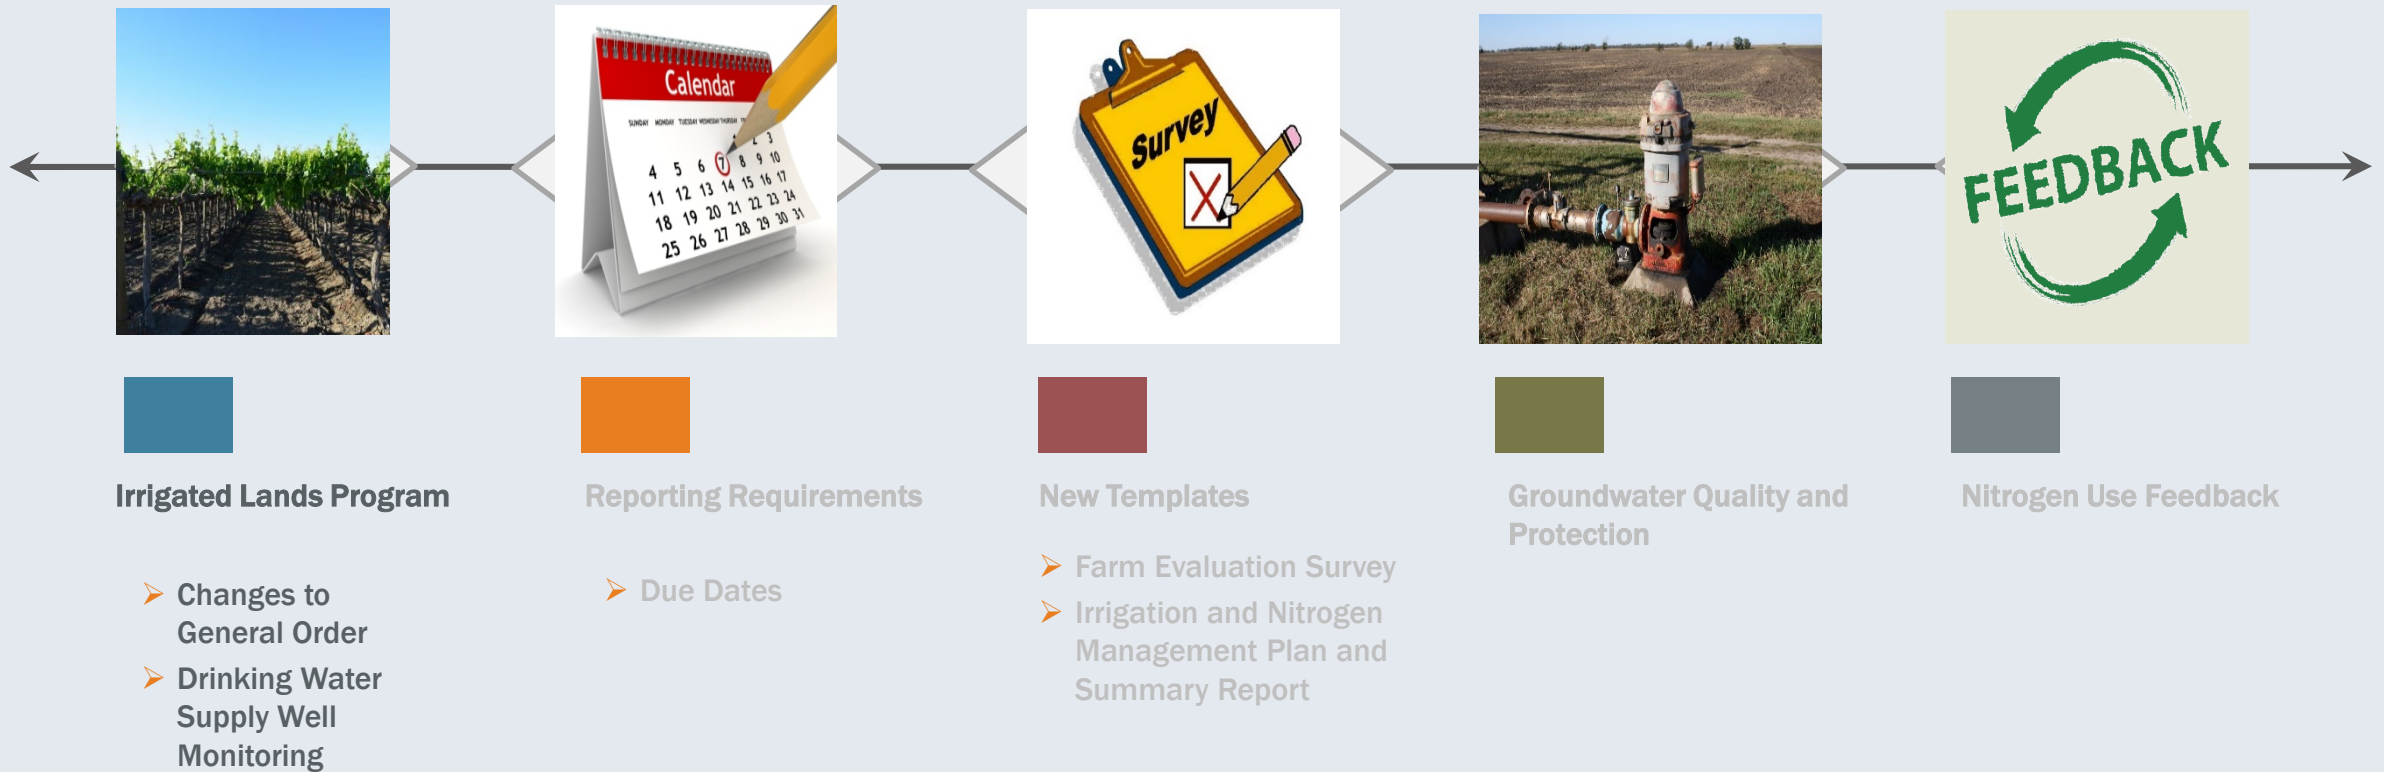 Calendar
SUNDAY MONDAY TUESDAY WEDNESDAY THURSDAY
1 2 3
4 5 6 7 8 9 10
11 12 13 14 15 16 17
18 19 20 21 22 23 24
25 26 27 28 29 30 31
Survey
FEEDBACK
Irrigated Lands Program
Changes to
General Order
Drinking Water
Supply Well
Monitoring
Reporting Requirements
Due Dates
New Templates
Farm Evaluation Survey
Irrigation and Nitrogen
Management Plan and
Summary Report
Groundwater Quality and
Protection
Nitrogen Use Feedback